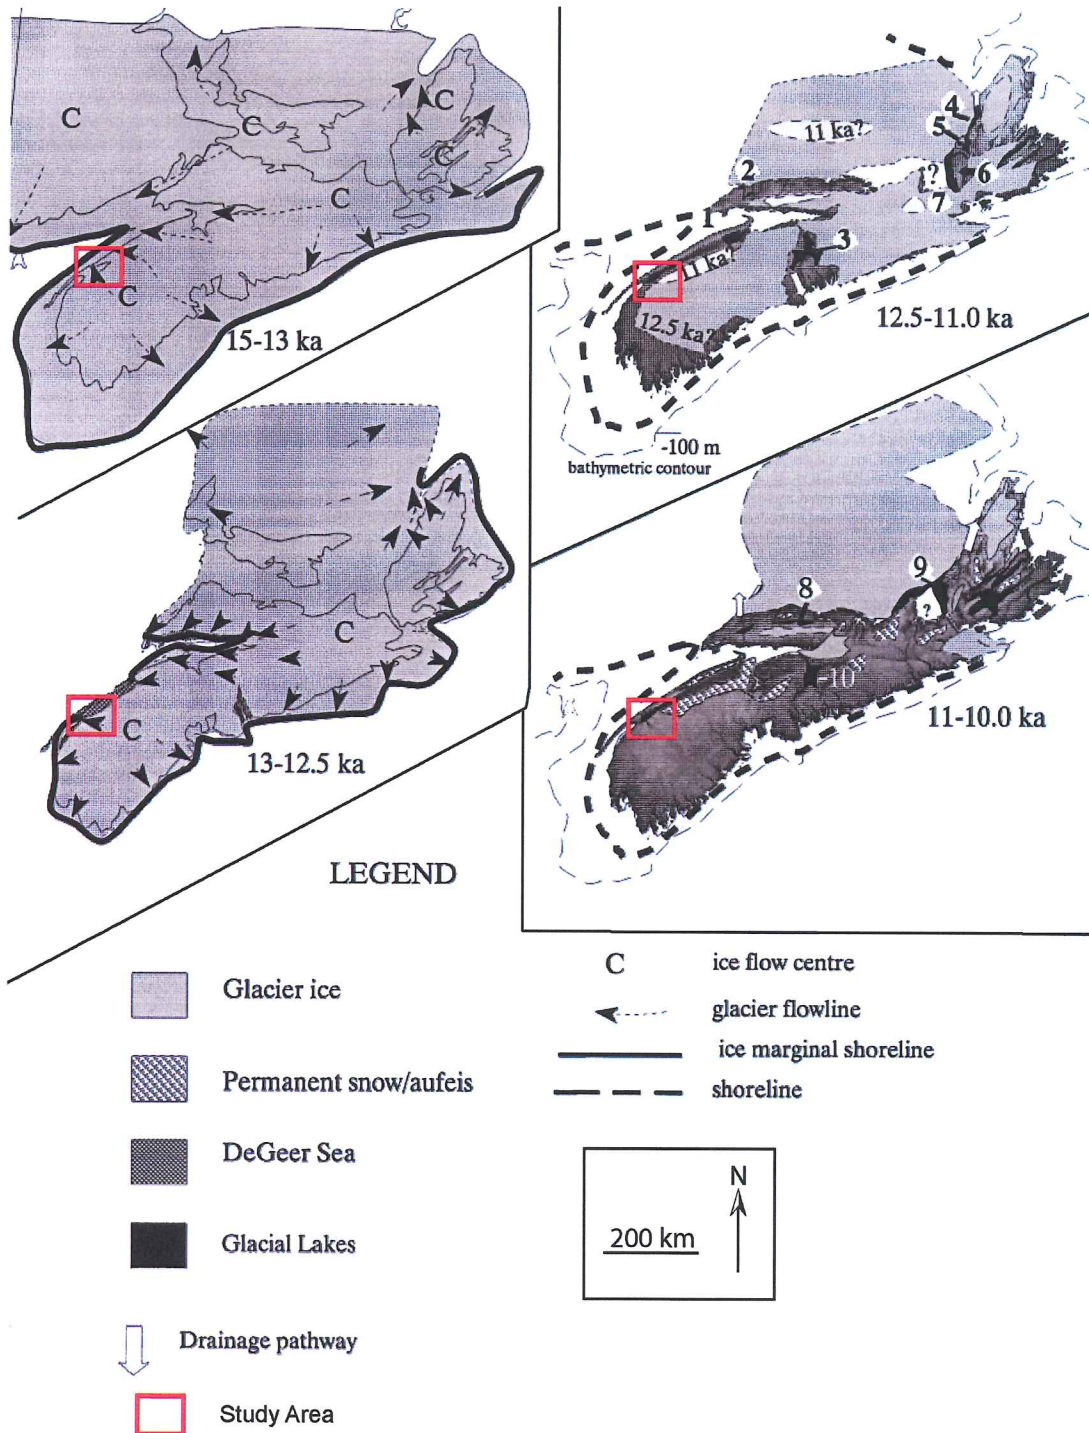 C
C
C
C
C
C
15-13 ka
11 ka?
4
5
2
?
6
7
1
3
11 ka?
12.5 ka?
12.5-11.0 ka
-100 m
bathymetric contour
C
C
13-12.5 ka
9
8
?
-10
11-10.0 ka
LEGEND
Glacier ice
Permanent snow/aufeis
DeGeer Sea
Glacial Lakes
Drainage pathway
Study Area
C ice flow centre
glacier flowline
ice marginal shoreline
shoreline
N
200 km